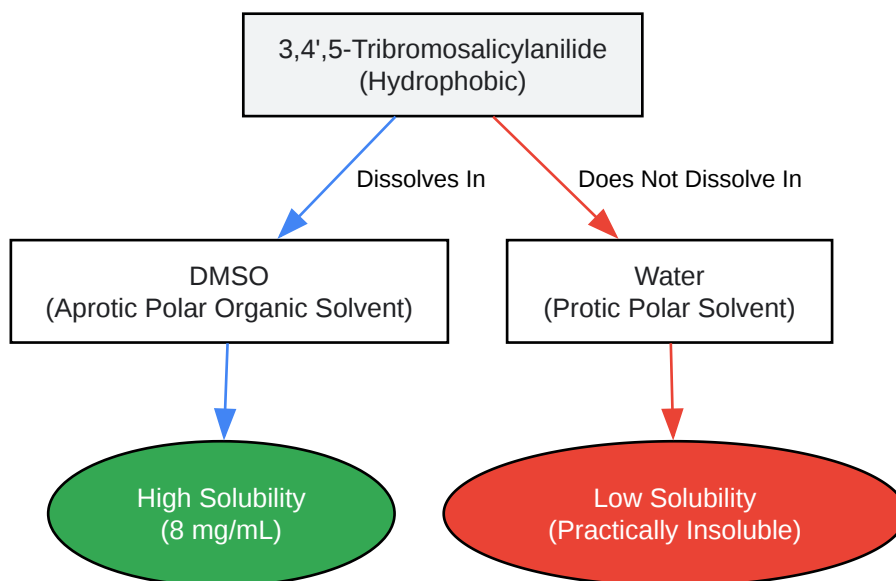 3,4',5-Tribromosalicylanilide
(Hydrophobic)
Dissolves In
Does Not Dissolve In
DMSO
(Aprotic Polar Organic Solvent)
Water
(Protic Polar Solvent)
High Solubility
(8 mg/mL)
Low Solubility
(Practically Insoluble)